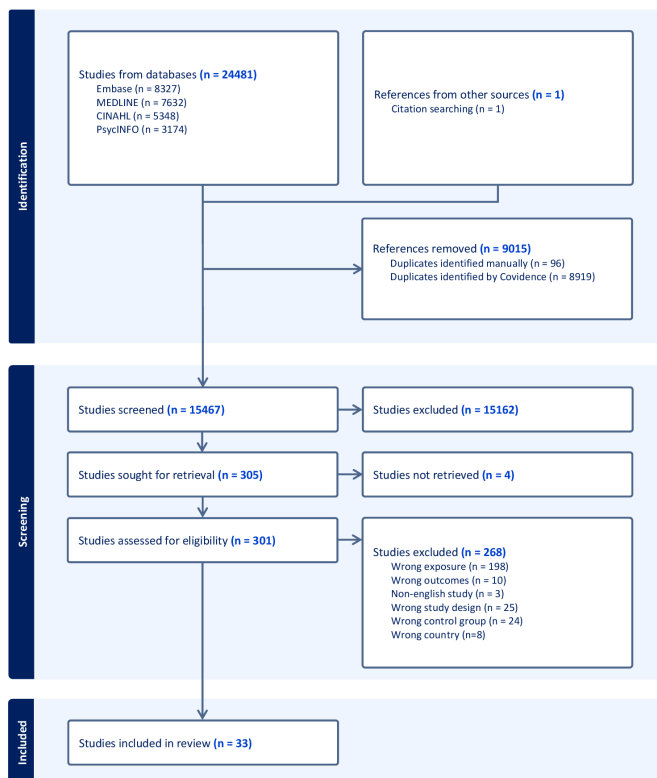 Identification
Studies from databases (n = 24481)
Embase (n = 8327)
MEDLINE (n = 7632)
CINAHL (n = 5348)
PsycINFO (n = 3174)
References from other sources (n = 1)
Citation searching (n = 1)
References removed (n = 9015)
Duplicates identified manually (n = 96)
Duplicates identified by Covidence (n = 8919)
Screening
Studies screened (n = 15467)
Studies excluded (n = 15162)
Studies sought for retrieval (n = 305)
Studies not retrieved (n = 4)
Studies assessed for eligibility (n = 301)
Studies excluded (n = 268)
Wrong exposure (n = 198)
Wrong outcomes (n = 10)
Non-english study (n = 3)
Wrong study design (n = 25)
Wrong control group (n = 24)
Wrong country (n=8)
Included
Studies included in review (n = 33)